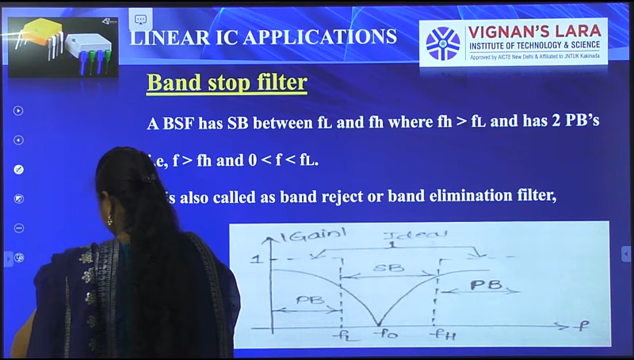 LINEAR IC APPLICATIONS
VIGNAN'S LARA
INSTITUTE OF TECHNOLOGY & SCIENCE
Approved by AICTE New Delhi & Affiliated to JNTUK Kakinada
Band stop filter
A BSF has SB between fL and fh where fh > fL and has 2 PB's
i.e, f > fh and 0 < f < fL.
is also called as band reject or band elimination filter,
|Gain| Ideal
1
SB
PB PB
fL f0 fH f